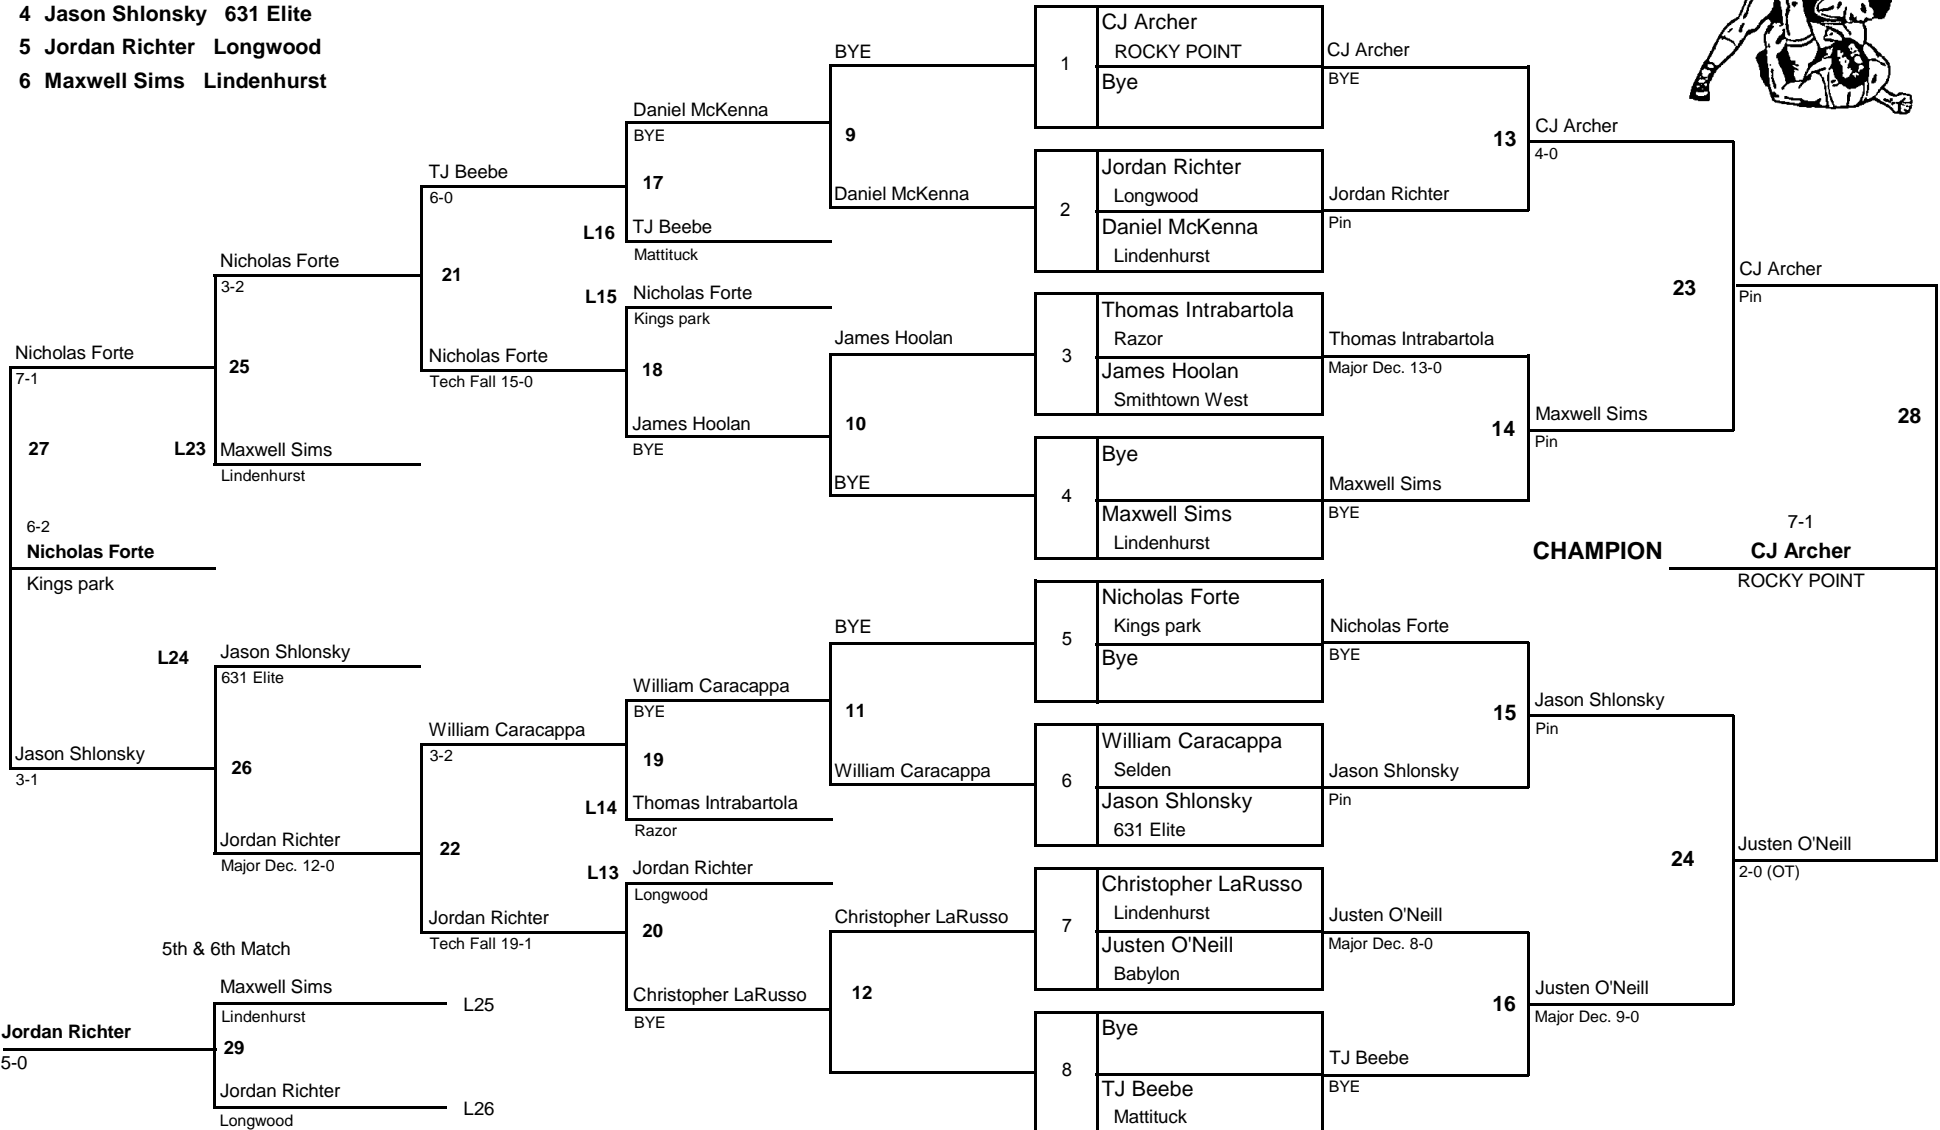 4 Jason Shlonsky 631 Elite
5 Jordan Richter Longwood
6 Maxwell Sims Lindenhurst
Nicholas Forte
7-1
27
6-2
Nicholas Forte
Kings park
Jason Shlonsky
3-1
Nicholas Forte
3-2
25
L23 Maxwell Sims
Lindenhurst
L24 Jason Shlonsky
631 Elite
26
Jordan Richter
Major Dec. 12-0
5th & 6th Match
Maxwell Sims
L25
Lindenhurst
Jordan Richter
29
5-0
Jordan Richter
L26
Longwood
TJ Beebe
6-0
21
Nicholas Forte
Tech Fall 15-0
William Caracappa
3-2
22
Jordan Richter
Tech Fall 19-1
Daniel McKenna
BYE
17
L16 TJ Beebe
Mattituck
L15 Nicholas Forte
Kings park
18
James Hoolan
BYE
William Caracappa
BYE
19
L14 Thomas Intrabartola
Razor
L13 Jordan Richter
Longwood
20
Christopher LaRusso
BYE
BYE
9
Daniel McKenna
James Hoolan
10
BYE
BYE
11
William Caracappa
Christopher LaRusso
12
1
CJ Archer
ROCKY POINT
Bye
2
Jordan Richter
Longwood
Daniel McKenna
Lindenhurst
3
Thomas Intrabartola
Razor
James Hoolan
Smithtown West
4
Bye
Maxwell Sims
Lindenhurst
5
Nicholas Forte
Kings park
Bye
6
William Caracappa
Selden
Jason Shlonsky
631 Elite
7
Christopher LaRusso
Lindenhurst
Justen O'Neill
Babylon
8
Bye
TJ Beebe
Mattituck
CJ Archer
BYE
13
Jordan Richter
Pin
Thomas Intrabartola
Major Dec. 13-0
14
Maxwell Sims
BYE
Nicholas Forte
BYE
15
Jason Shlonsky
Pin
Justen O'Neill
Major Dec. 8-0
16
TJ Beebe
BYE
CJ Archer
4-0
23
Maxwell Sims
Pin
Jason Shlonsky
Pin
24
Justen O'Neill
Major Dec. 9-0
CJ Archer
Pin
28
7-1
CHAMPION CJ Archer
ROCKY POINT
Justen O'Neill
2-0 (OT)